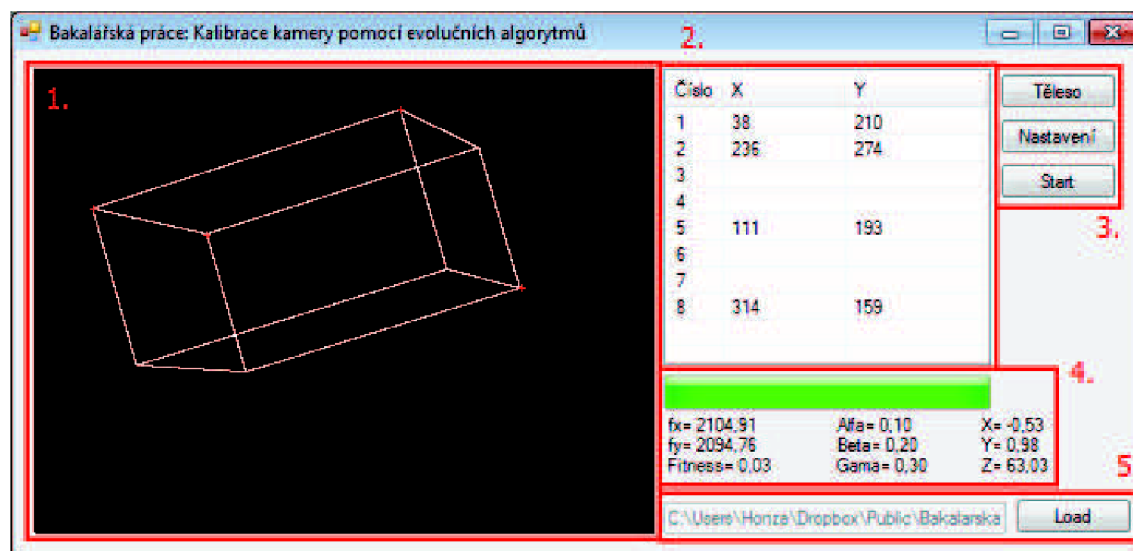 Bakalářská práce: Kalibrace kamery pomocí evolučních algorytmů
2.
1.
Číslo X Y
1 38 210
2 236 274
3
4
5 111 193
6
7
8 314 159
Těleso
Nastavení
Start
3.
4.
fx= 2104,91 Alfa= 0,10 X= -0,53
fy= 2094,76 Beta= 0,20 Y= 0,98
Fitness= 0,03 Gama= 0,30 Z= 63,03
5
C:\Users\Honza\Dropbox\Public\Bakalarska
Load